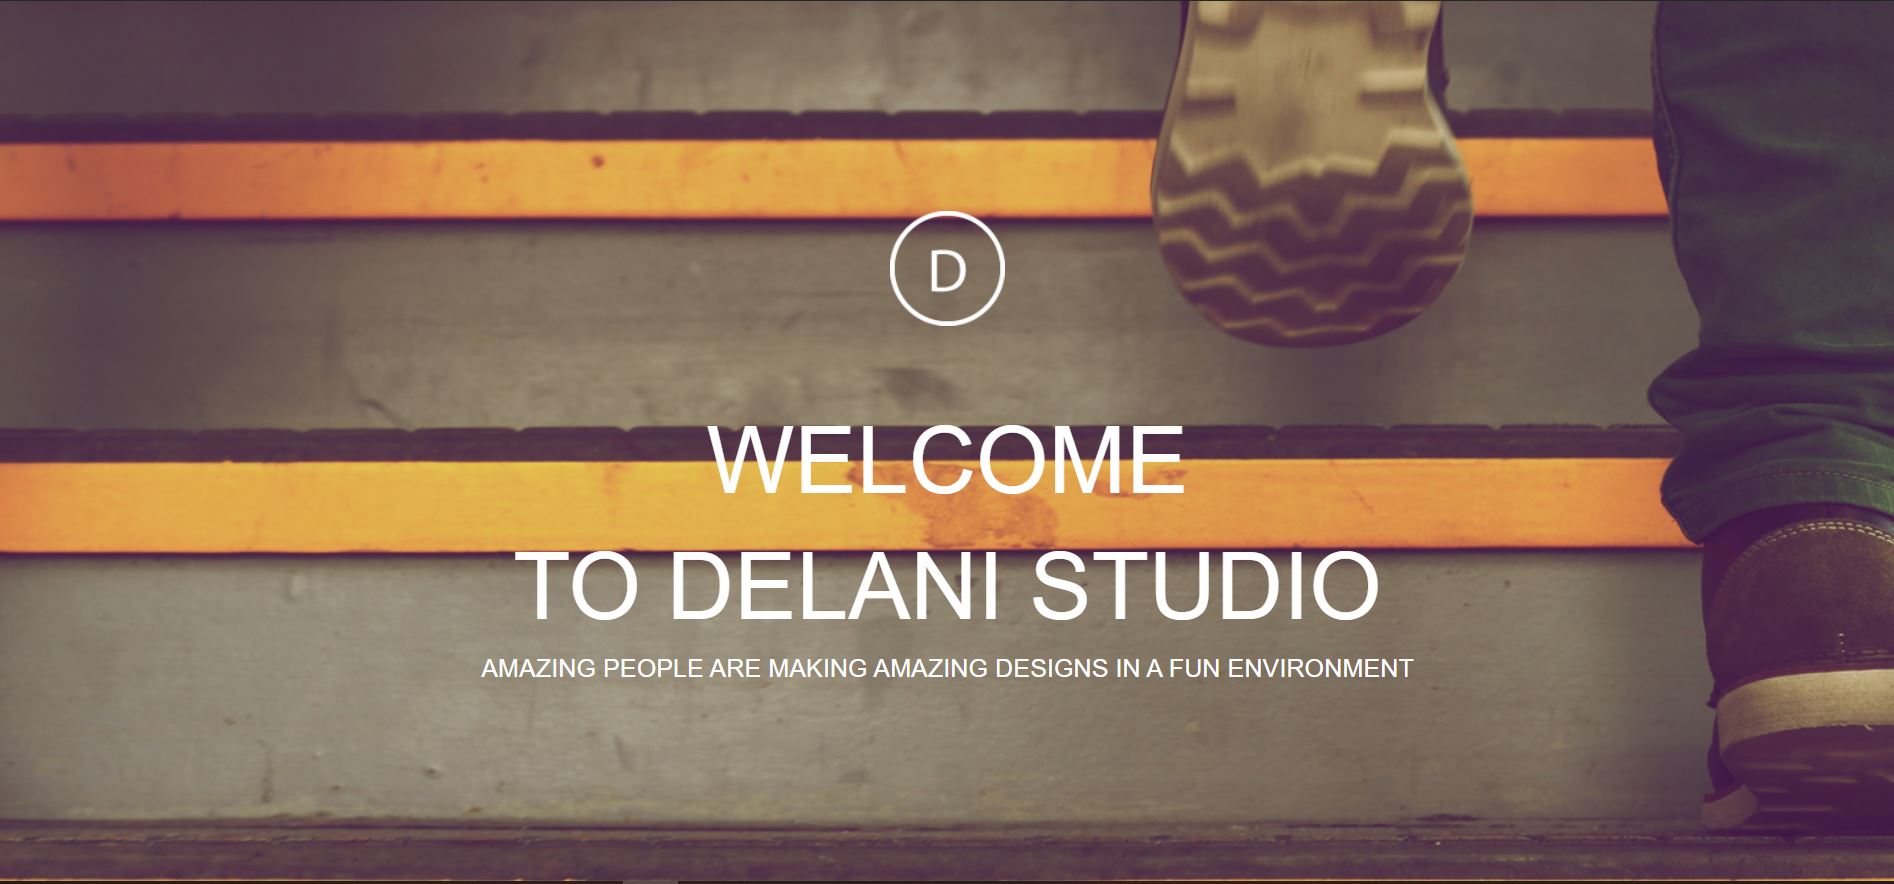 D
WELCOME
TO DELANI STUDIO
AMAZING PEOPLE ARE MAKING AMAZING DESIGNS IN A FUN ENVIRONMENT